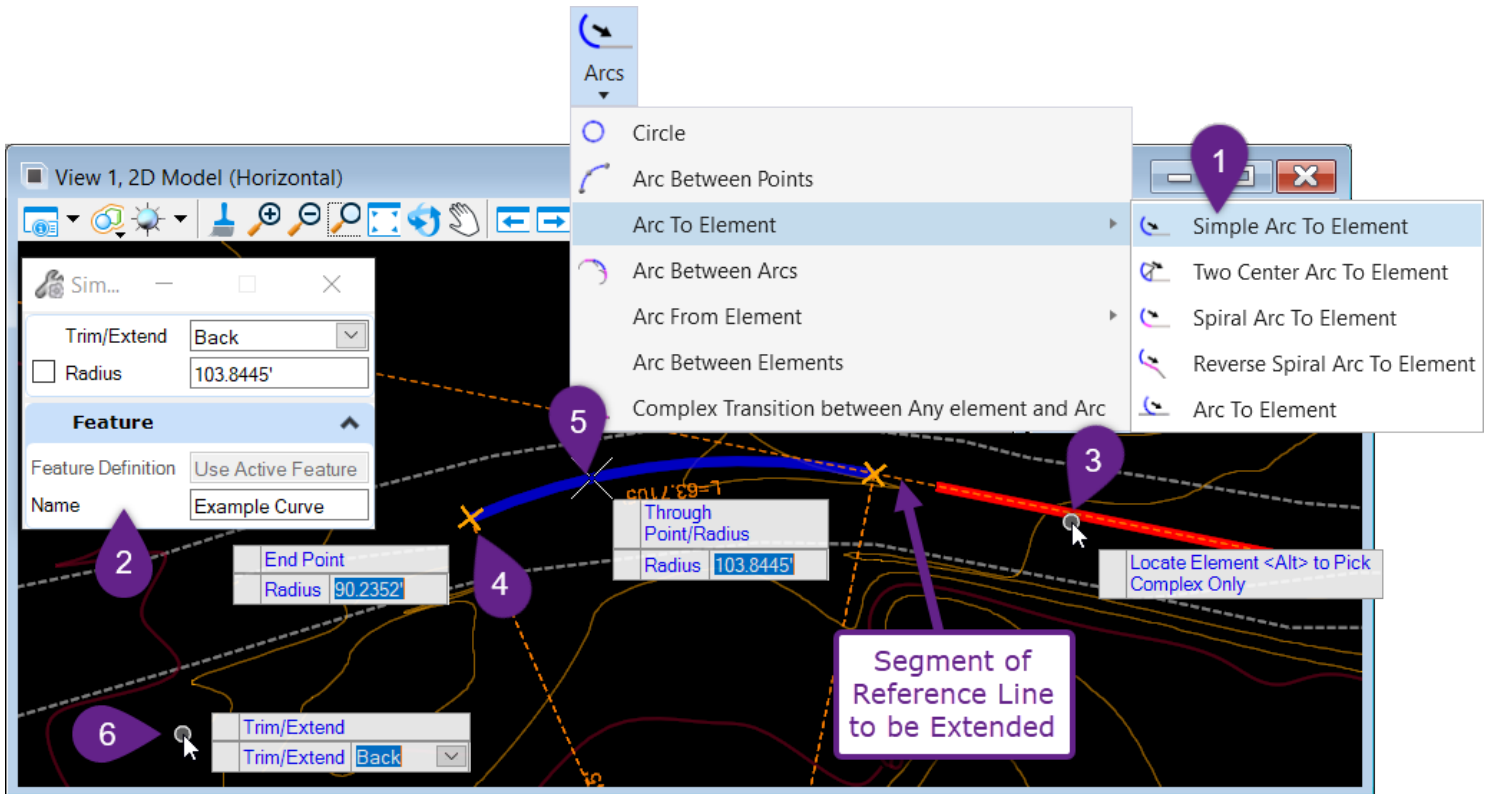 Arcs
Circle
Arc Between Points
Arc To Element
Arc Between Arcs
Arc From Element
Arc Between Elements
Complex Transition between Any element and Arc
1
Simple Arc To Element
Two Center Arc To Element
Spiral Arc To Element
Reverse Spiral Arc To Element
Arc To Element
View 1, 2D Model (Horizontal)
Sim...
Trim/Extend Back
Radius 103.8445'
Feature
Feature Definition Use Active Feature
Name Example Curve
2
5
3
L=63.7105
Through
Point/Radius
Radius 103.8445'
End Point
Radius 90.2352'
4
Locate Element <Alt> to Pick
Complex Only
Segment of
Reference Line
to be Extended
6
Trim/Extend
Trim/Extend Back